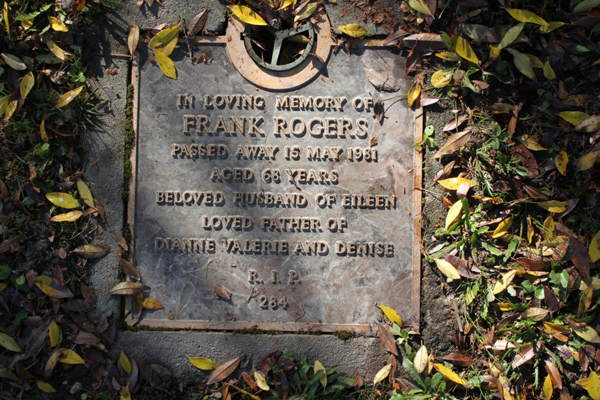 IN LOVING MEMORY OF
FRANK ROGERS
PASSED AWAY 15 MAY 1981
AGED 68 YEARS
BELOVED HUSBAND OF EILEEN
LOVED FATHER OF
DIANNE VALERIE AND DENISE
R. I. P.
284